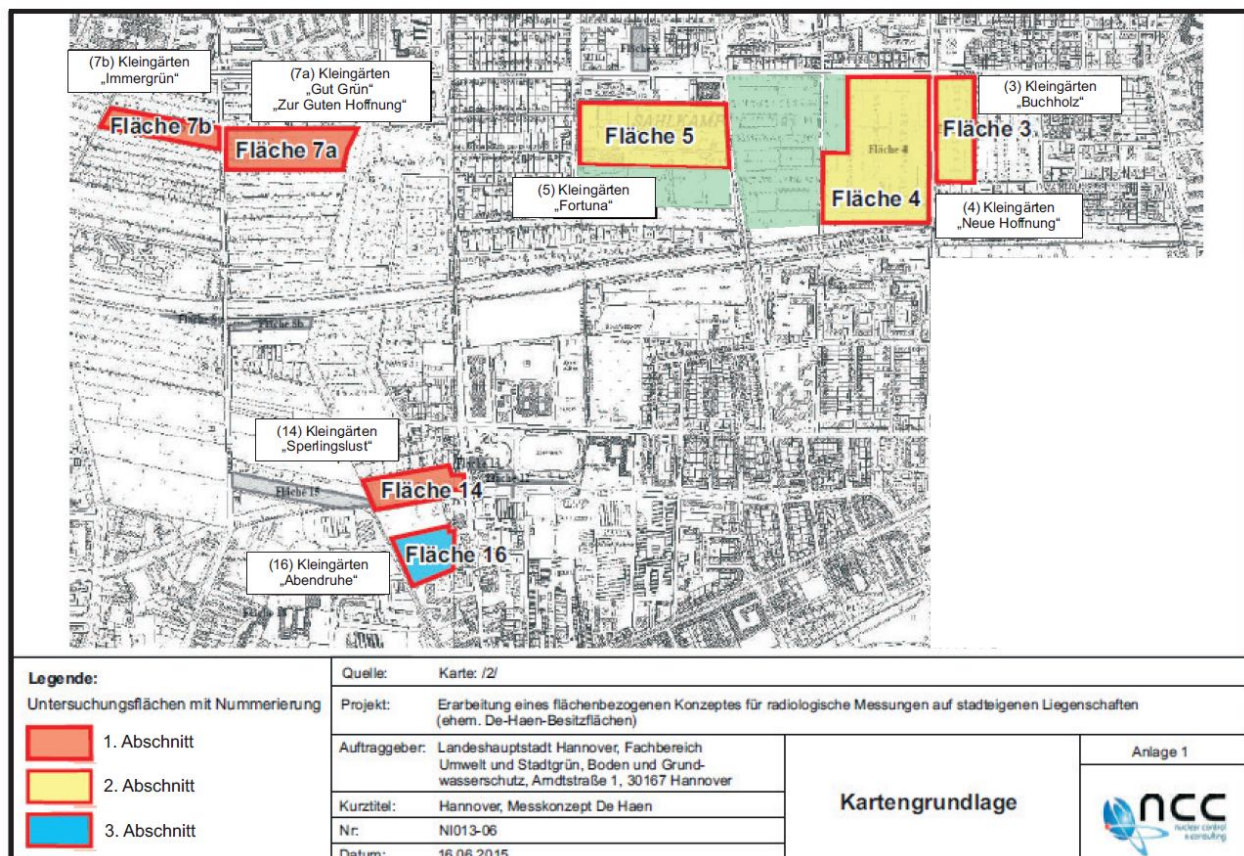 (7b) Kleingärten
„Immergrün“
(7a) Kleingärten
„Gut Grün“
„Zur Guten Hoffnung“
(3) Kleingärten
„Buchholz“
Fläche 7b
Fläche 7a
SAHLKAMP
Fläche 5
Fläche 3
Fläche 4
Fläche 4
(5) Kleingärten
„Fortuna“
(4) Kleingärten
„Neue Hoffnung“
(14) Kleingärten
„Sperlingslust“
Fläche 14
Fläche 15
Fläche 16
(16) Kleingärten
„Abendruhe“
Legende:
Untersuchungsflächen mit Nummerierung
1. Abschnitt
2. Abschnitt
3. Abschnitt
Quelle: Karte: /2/
Projekt: Erarbeitung eines flächenbezogenen Konzeptes für radiologische Messungen auf stadteigenen Liegenschaften
(ehem. De-Haen-Besitzflächen)
Auftraggeber: Landeshauptstadt Hannover, Fachbereich
Umwelt und Stadtgrün, Boden und Grund-
wasserschutz, Arndtstraße 1, 30167 Hannover
Kurztitel: Hannover, Messkonzept De Haen
Nr: NI013-06
Datum: 16.06.2015
Kartengrundlage
Anlage 1
ncc
nuclear control
& consulting